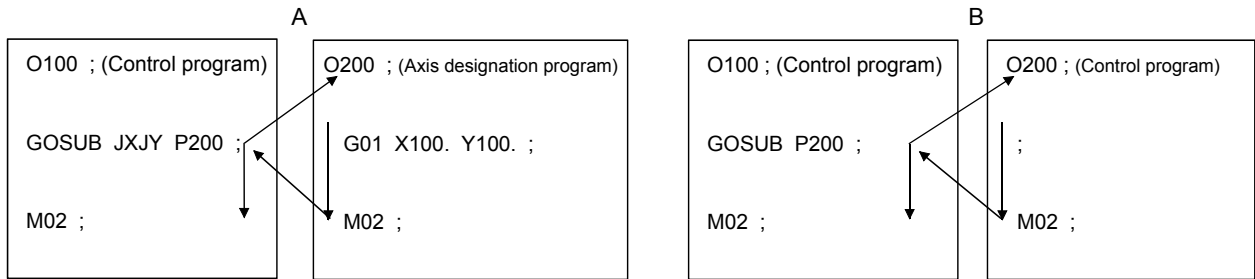 A
O100 ; (Control program)
GOSUB JXJY P200 ;
M02 ;
O200 ; (Axis designation program)
G01 X100. Y100. ;
M02 ;
B
O100 ; (Control program)
GOSUB P200 ;
M02 ;
O200 ; (Control program)
;
M02 ;